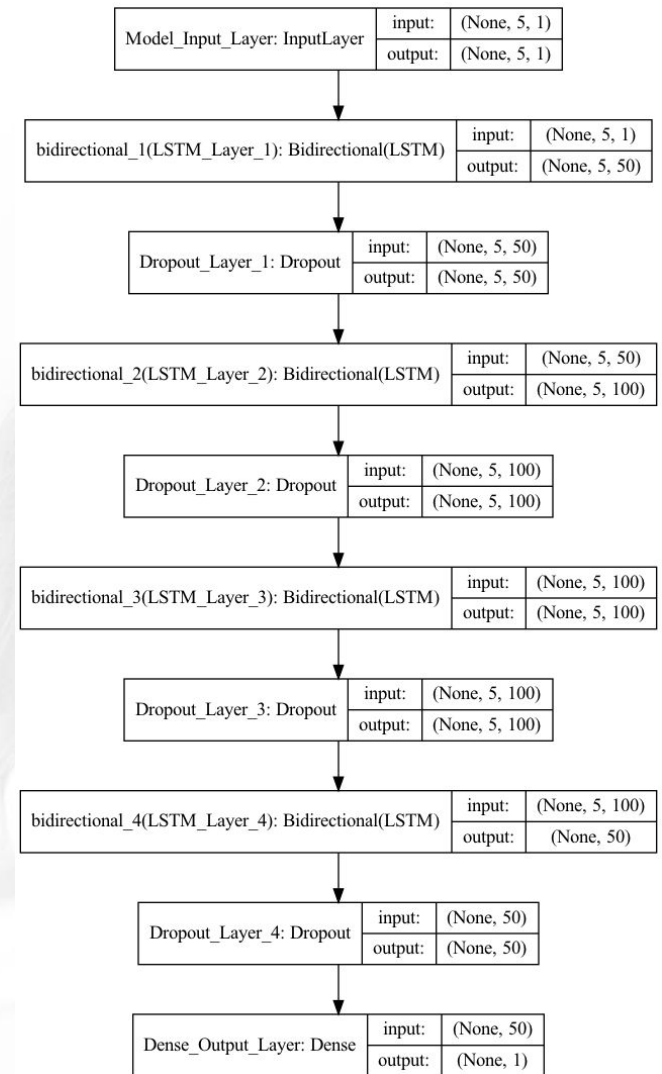 Model_Input_Layer: InputLayer
input: (None, 5, 1)
output: (None, 5, 1)
bidirectional_1(LSTM_Layer_1): Bidirectional(LSTM)
input: (None, 5, 1)
output: (None, 5, 50)
Dropout_Layer_1: Dropout
input: (None, 5, 50)
output: (None, 5, 50)
bidirectional_2(LSTM_Layer_2): Bidirectional(LSTM)
input: (None, 5, 50)
output: (None, 5, 100)
Dropout_Layer_2: Dropout
input: (None, 5, 100)
output: (None, 5, 100)
bidirectional_3(LSTM_Layer_3): Bidirectional(LSTM)
input: (None, 5, 100)
output: (None, 5, 100)
Dropout_Layer_3: Dropout
input: (None, 5, 100)
output: (None, 5, 100)
bidirectional_4(LSTM_Layer_4): Bidirectional(LSTM)
input: (None, 5, 100)
output: (None, 50)
Dropout_Layer_4: Dropout
input: (None, 50)
output: (None, 50)
Dense_Output_Layer: Dense
input: (None, 50)
output: (None, 1)